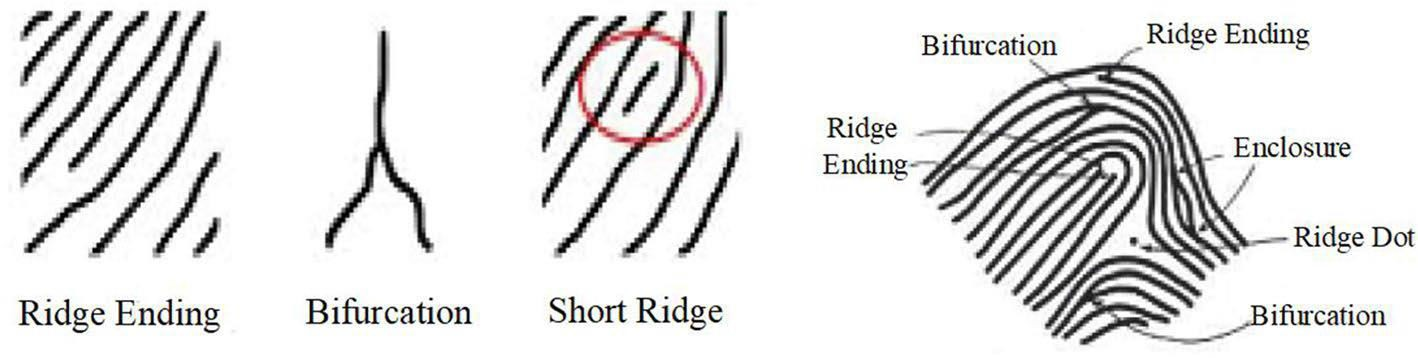 Ridge Ending
Bifurcation
Short Ridge
Bifurcation
Ridge Ending
Ridge
Ending
Enclosure
Ridge Dot
Bifurcation